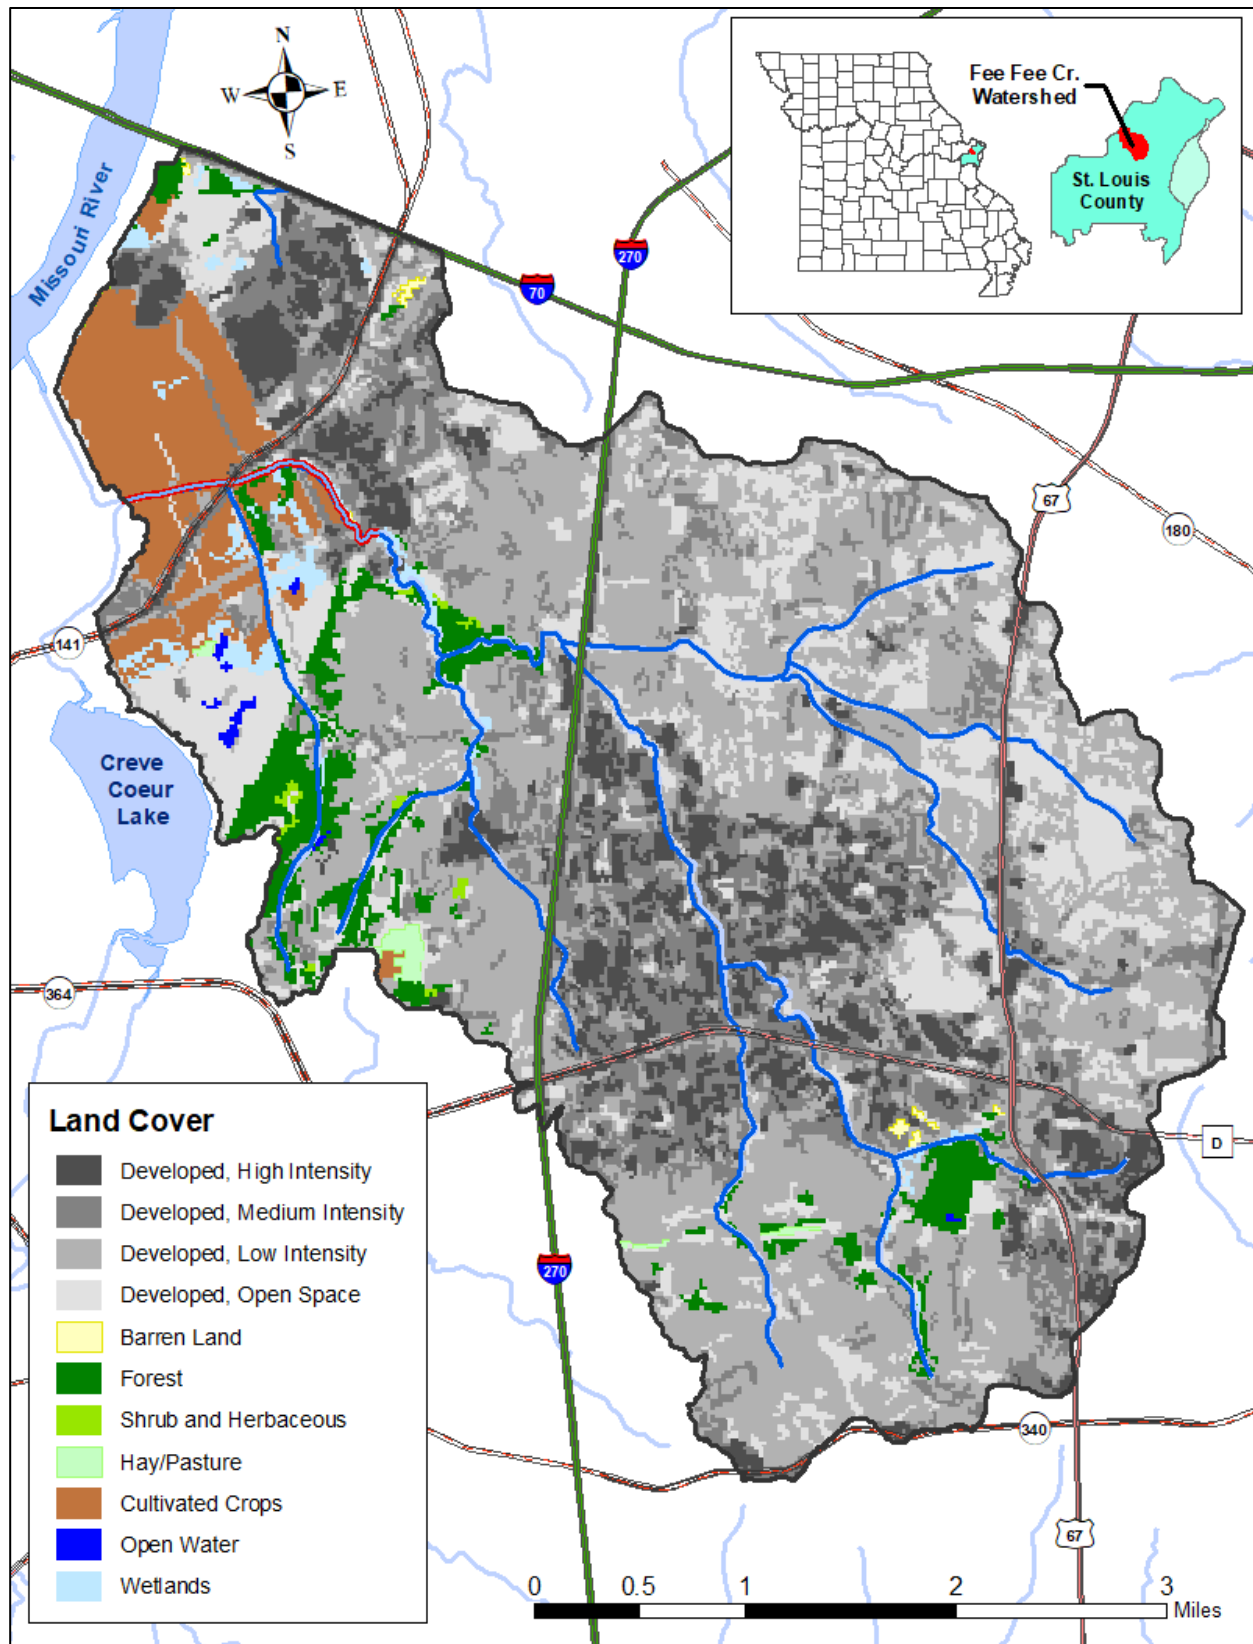 N
W
E
S
Missouri River
Fee Fee Cr.
Watershed
St. Louis
County
270
70
67
180
141
Creve
Coeur
Lake
364
D
270
340
67
Land Cover
Developed, High Intensity
Developed, Medium Intensity
Developed, Low Intensity
Developed, Open Space
Barren Land
Forest
Shrub and Herbaceous
Hay/Pasture
Cultivated Crops
Open Water
Wetlands
0 0.5 1 2 3
Miles